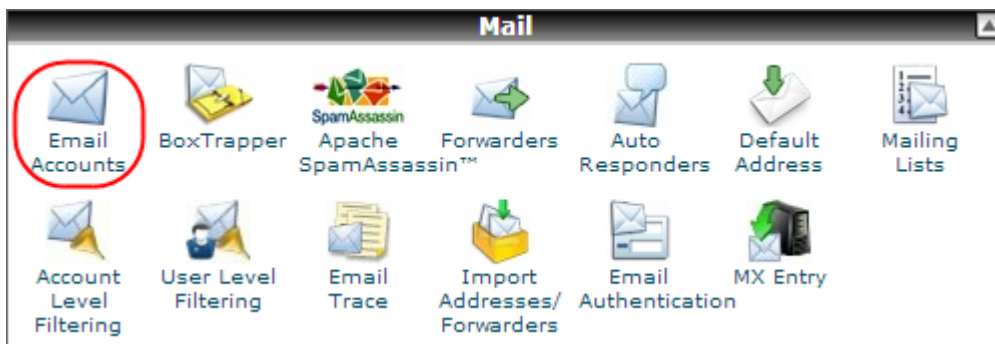 Mail
Email
Accounts
BoxTrapper
SpamAssassin
Apache
SpamAssassin™
Forwarders
Auto
Responders
Default
Address
Mailing
Lists
Account
Level
Filtering
User Level
Filtering
Email
Trace
Import
Addresses/
Forwarders
Email
Authentication
MX Entry